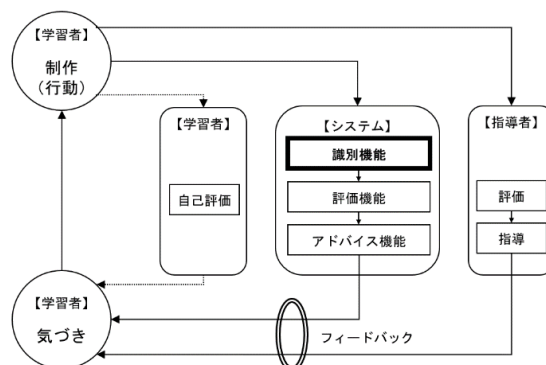 【学習者】
制作
（行動）
【学習者】
自己評価
【システム】
識別機能
評価機能
アドバイス機能
【指導者】
評価
指導
【学習者】
気づき
フィードバック